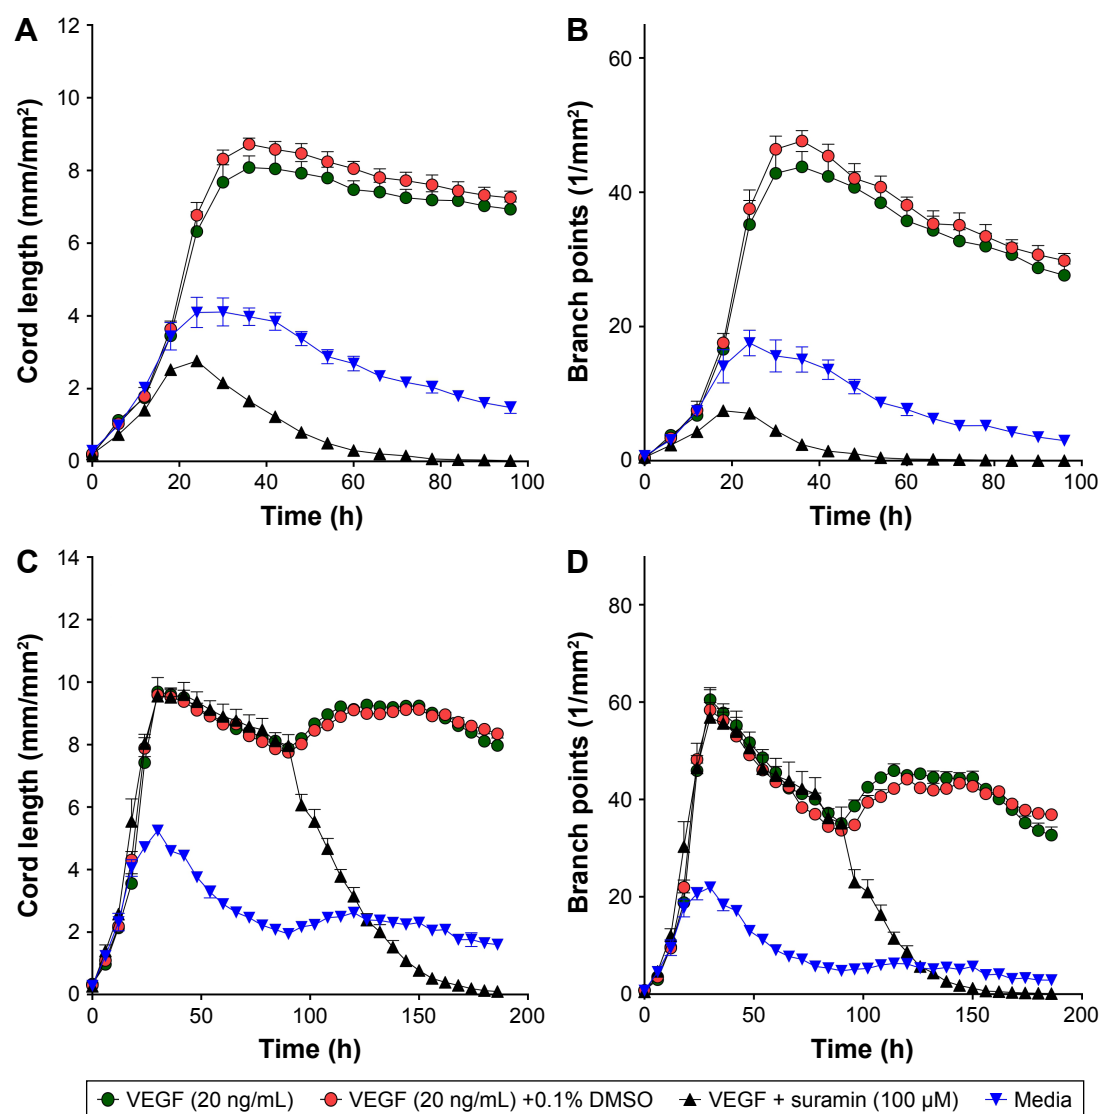 A
Cord length (mm/mm²)
12
10
8
6
4
2
0
0 20 40 60 80 100
Time (h)
B
Branch points (1/mm²)
60
40
20
0
0 20 40 60 80 100
Time (h)
C
Cord length (mm/mm²)
14
12
10
8
6
4
2
0
0 50 100 150 200
Time (h)
D
Branch points (1/mm²)
80
60
40
20
0
0 50 100 150 200
Time (h)
VEGF (20 ng/mL) VEGF (20 ng/mL) +0.1% DMSO VEGF + suramin (100 µM) Media